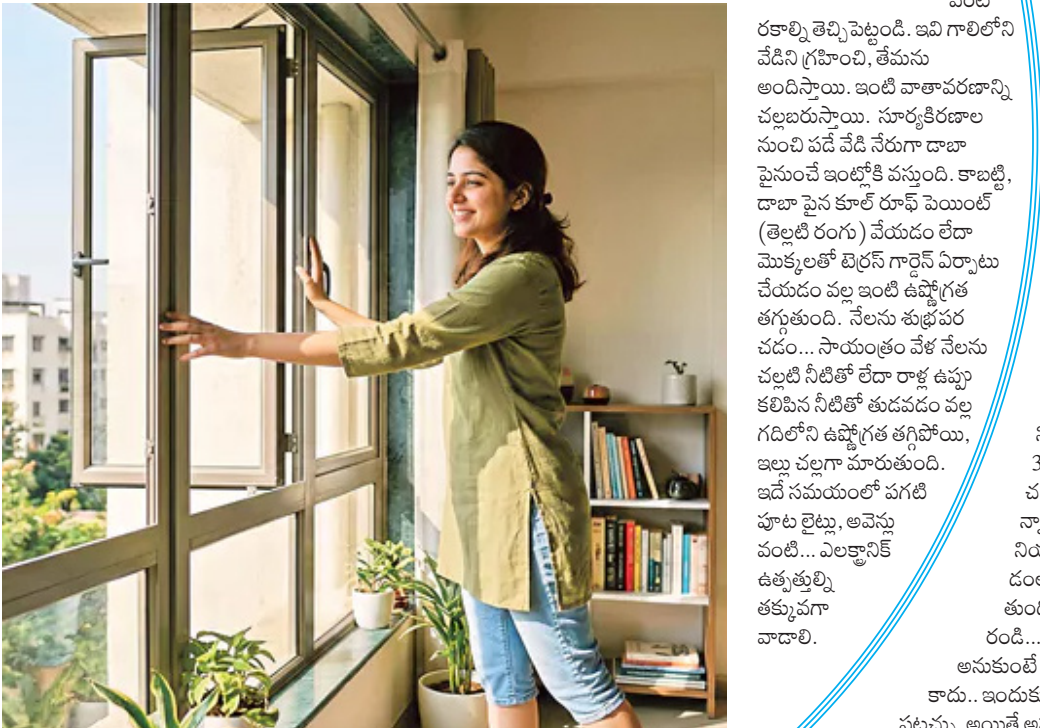 రకాల్ని తెచ్చిపెట్టండి. ఇవి గాలిలోని
వేడిని గ్రహించి, తేమను
అందిస్తాయి. ఇంటి వాతావరణాన్ని
చల్లబరుస్తాయి. సూర్యకిరణాల
నుంచి పడే వేడి నేరుగా డాబా
పైనుంచే ఇంట్లోకి వస్తుంది. కాబట్టి,
డాబా పైన కూల్ రూఫ్ పెయింట్
(తెల్లటి రంగు) వేయడం లేదా
మొక్కలతో టెర్రస్ గార్డెన్ ఏర్పాటు
చేయడం వల్ల ఇంటి ఉష్ణోగ్రత
తగ్గుతుంది. నేలను శుభ్రపర
చడం... సాయంత్రం వేళ నేలను
చల్లటి నీటితో లేదా రాళ్ల ఉప్పు
కలిపిన నీటితో తుడవడం వల్ల
గదిలోని ఉష్ణోగ్రత తగ్గిపోయి,
ఇల్లు చల్లగా మారుతుంది.
ఇదే సమయంలో పగటి
పూట లైట్లు, అవెన్లు
వంటి... ఎలక్ట్రానిక్
ఉత్పత్తుల్ని
తక్కువగా
వాడాలి.
3
రండి...
అనుకుంటే
కాదు.. ఇందుకు